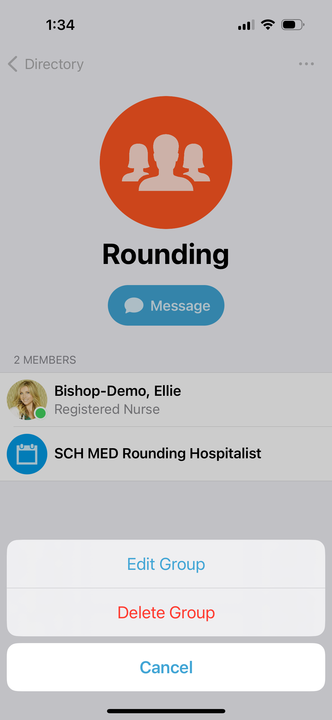 1:34
Directory
Rounding
Message
2 MEMBERS
Bishop-Demo, Ellie
Registered Nurse
SCH MED Rounding Hospitalist
Edit Group
Delete Group
Cancel